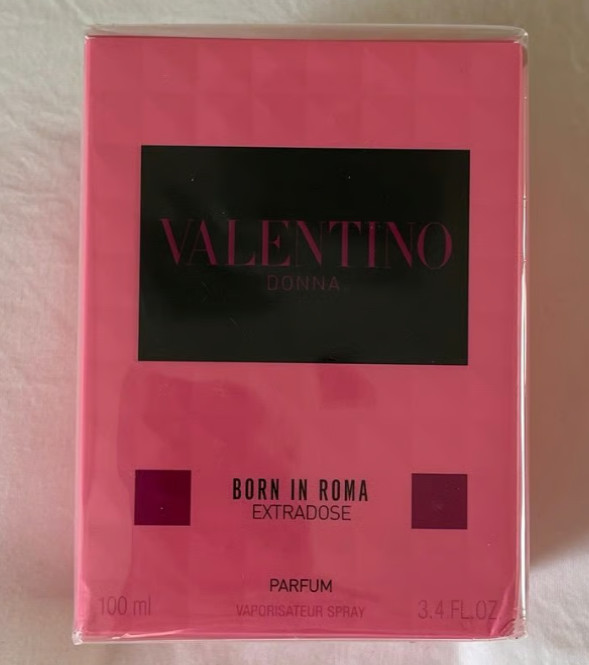 VALENTINO
DONNA
BORN IN ROMA
EXTRADOSE
PARFUM
100 ml VAPORISATEUR SPRAY 3.4 FL.OZ